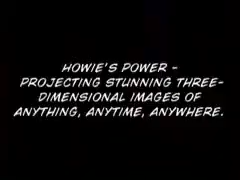 HOWIE'S POWER -
PROJECTING STUNNING THREE-
DIMENSIONAL IMAGES OF
ANYTHING, ANYTIME, ANYWHERE.